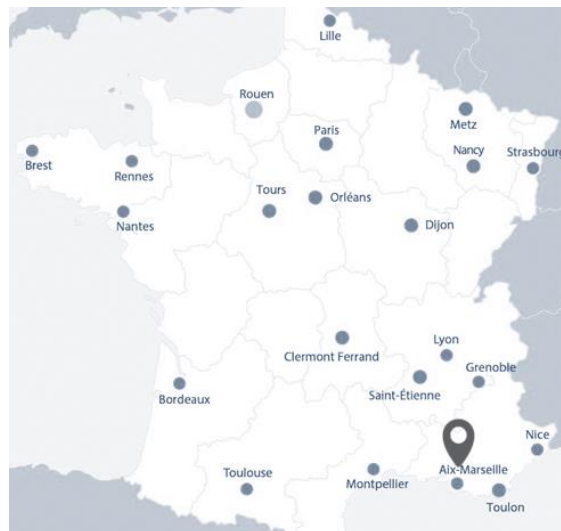 Lille
Rouen
Metz
Paris
Nancy
Strasbourg
Brest
Rennes
Tours
Orléans
Nantes
Dijon
Lyon
Clermont Ferrand
Grenoble
Saint-Étienne
Bordeaux
Nice
Aix-Marseille
Toulouse
Montpellier
Toulon